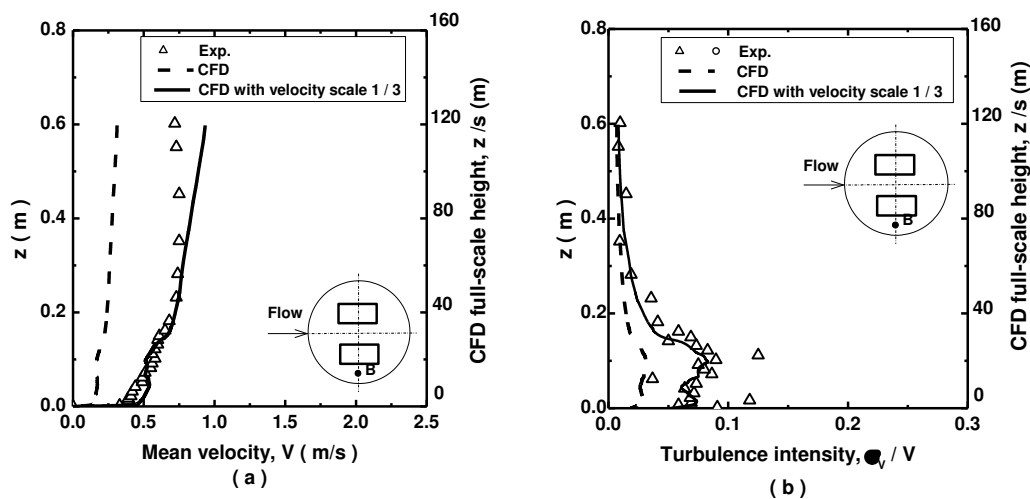 0.8
0.6
0.4
0.2
0.0
z ( m )
160
120
80
40
0
CFD full-scale height, z /s (m)
Exp.
CFD
CFD with velocity scale 1 / 3
Flow
B
0.0
0.5
1.0
1.5
2.0
2.5
Mean velocity, V ( m/s )
( a )
0.8
0.6
0.4
0.2
0.0
z ( m )
160
120
80
40
0
CFD full-scale height, z /s (m)
Exp.
CFD
CFD with velocity scale 1 / 3
Flow
B
0.0
0.1
0.2
0.3
Turbulence intensity, σv / V
( b )